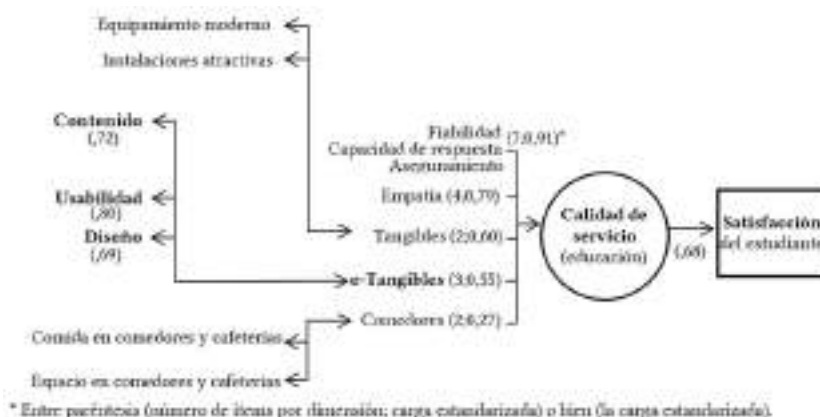 Equipamiento moderno
Instalaciones atractivas
Contenido
(,72)
Usabilidad
(,80)
Diseño
(,69)
Fiabilidad
Capacidad de respuesta (7;0,91)*
Aseguramiento
Empatía (4;0,79)
Tangibles (2;0,60)
e-Tangibles (3;0,55)
Comedores (2;0,27)
Comida en comedores y cafeterías
Espacio en comedores y cafeterías
Calidad de
servicio
(educación)
(,68)
Satisfacción
del estudiante
* Entre paréntesis (número de ítems por dimensión; carga estandarizada) o bien (la carga estandarizada).